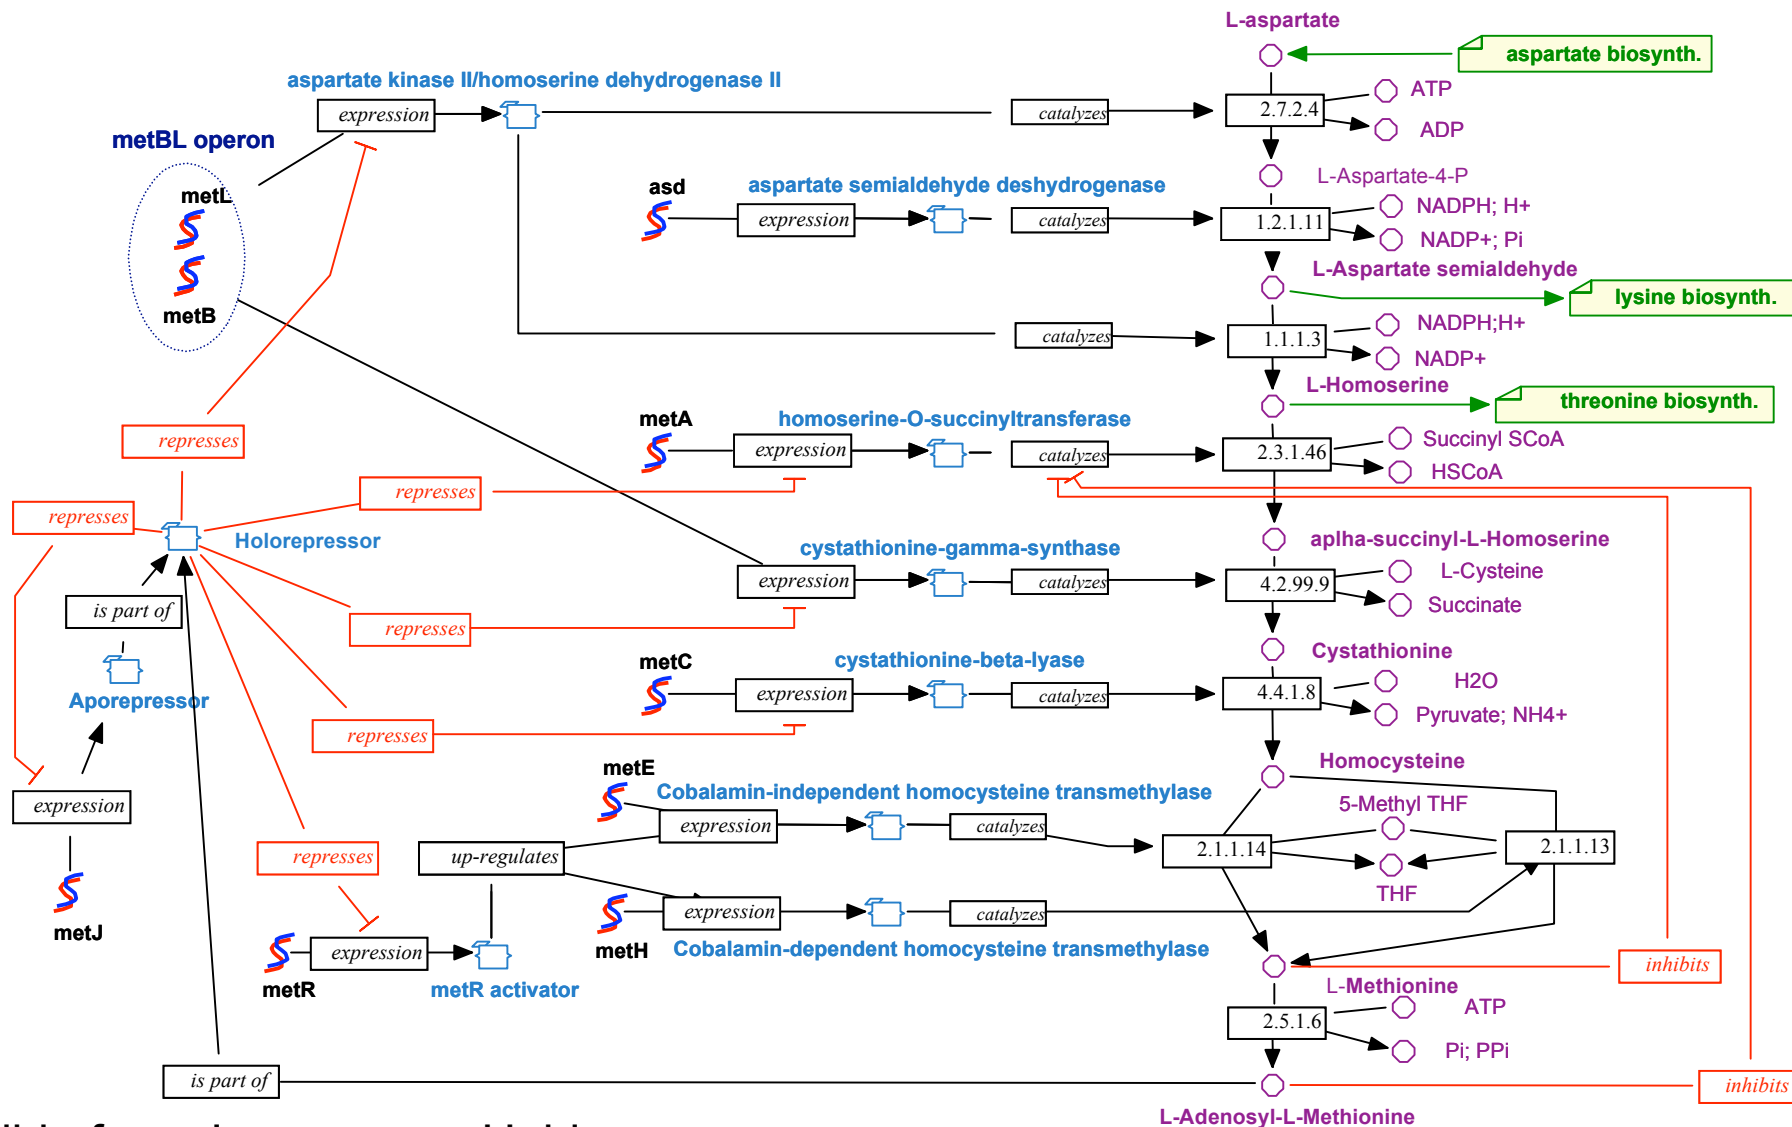 L-aspartate
aspartate biosynth.
aspartate kinase II/homoserine dehydrogenase II
ATP
expression
catalyzes
2.7.2.4
ADP
metBL operon
L-Aspartate-4-P
asd
aspartate semialdehyde deshydrogenase
metL
NADPH; H+
expression
catalyzes
1.2.1.11
NADP+; Pi
L-Aspartate semialdehyde
lysine biosynth.
metB
NADPH;H+
catalyzes
1.1.1.3
NADP+
L-Homoserine
threonine biosynth.
metA
homoserine-O-succinyltransferase
represses
expression
catalyzes
2.3.1.46
Succinyl SCoA
HSCoA
represses
represses
Holorepressor
aplha-succinyl-L-Homoserine
cystathionine-gamma-synthase
L-Cysteine
expression
catalyzes
4.2.99.9
is part of
Succinate
represses
Cystathionine
metC
cystathionine-beta-lyase
H2O
expression
catalyzes
4.4.1.8
Aporepressor
Pyruvate; NH4+
represses
Homocysteine
metE
Cobalamin-independent homocysteine transmethylase
5-Methyl THF
expression
expression
catalyzes
2.1.1.14
2.1.1.13
represses
up-regulates
THF
expression
catalyzes
metJ
metH
Cobalamin-dependent homocysteine transmethylase
expression
inhibits
metR
metR activator
L-Methionine
ATP
2.5.1.6
Pi; PPi
is part of
inhibits
L-Adenosyl-L-Methionine